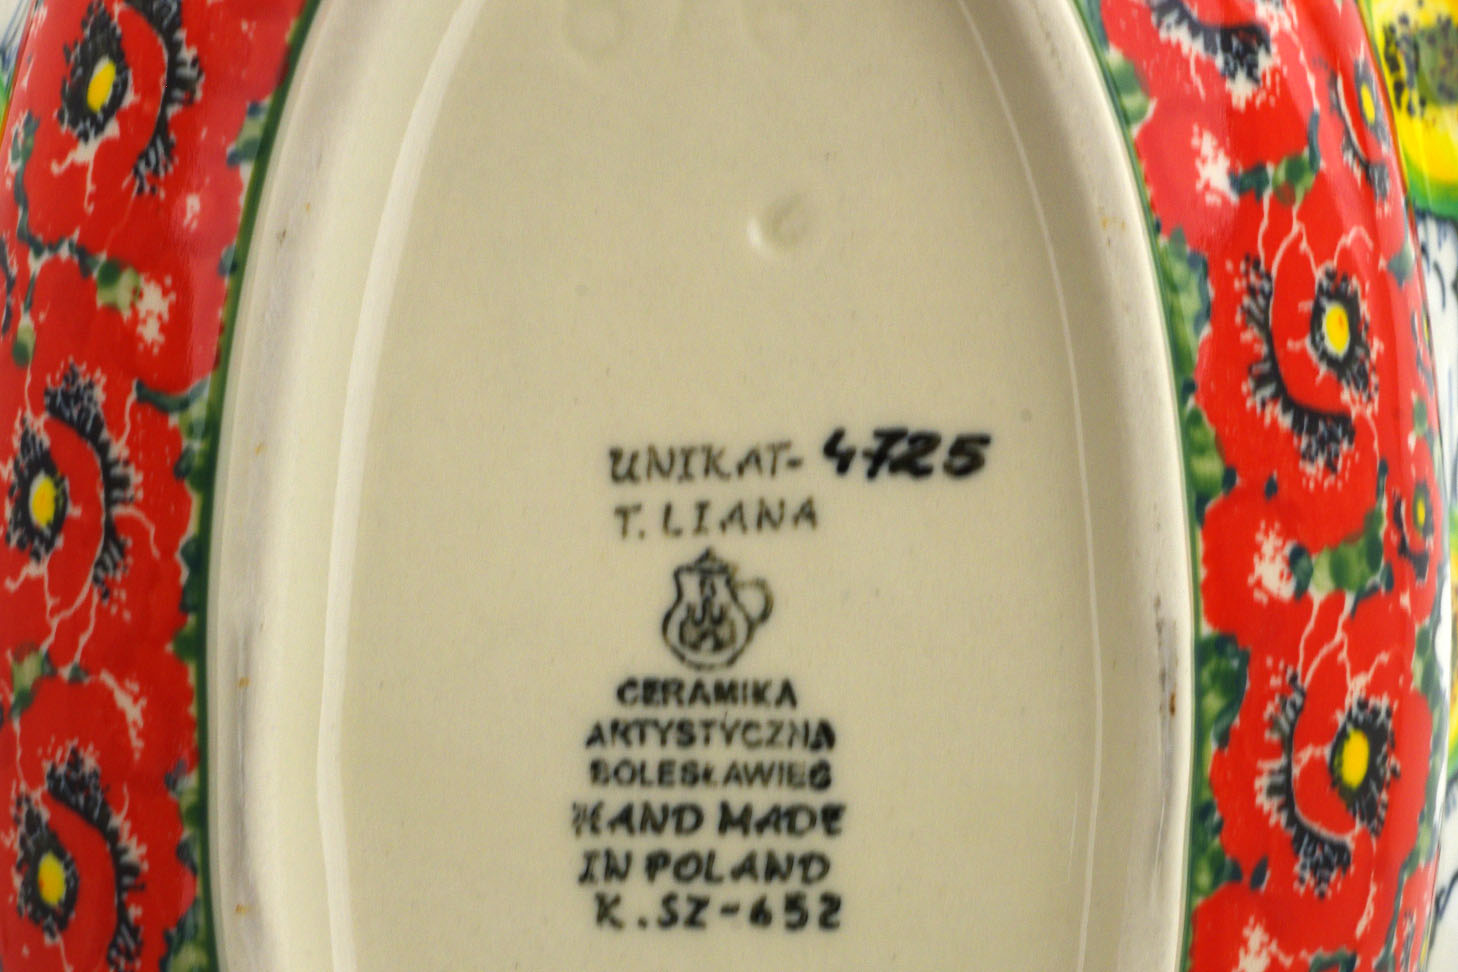 UNIKAT- 4725
T. LIANA
CERAMIKA
ARTYSTYCZNA
BOLESŁAWIEC
HAND MADE
IN POLAND
K. SZ-652